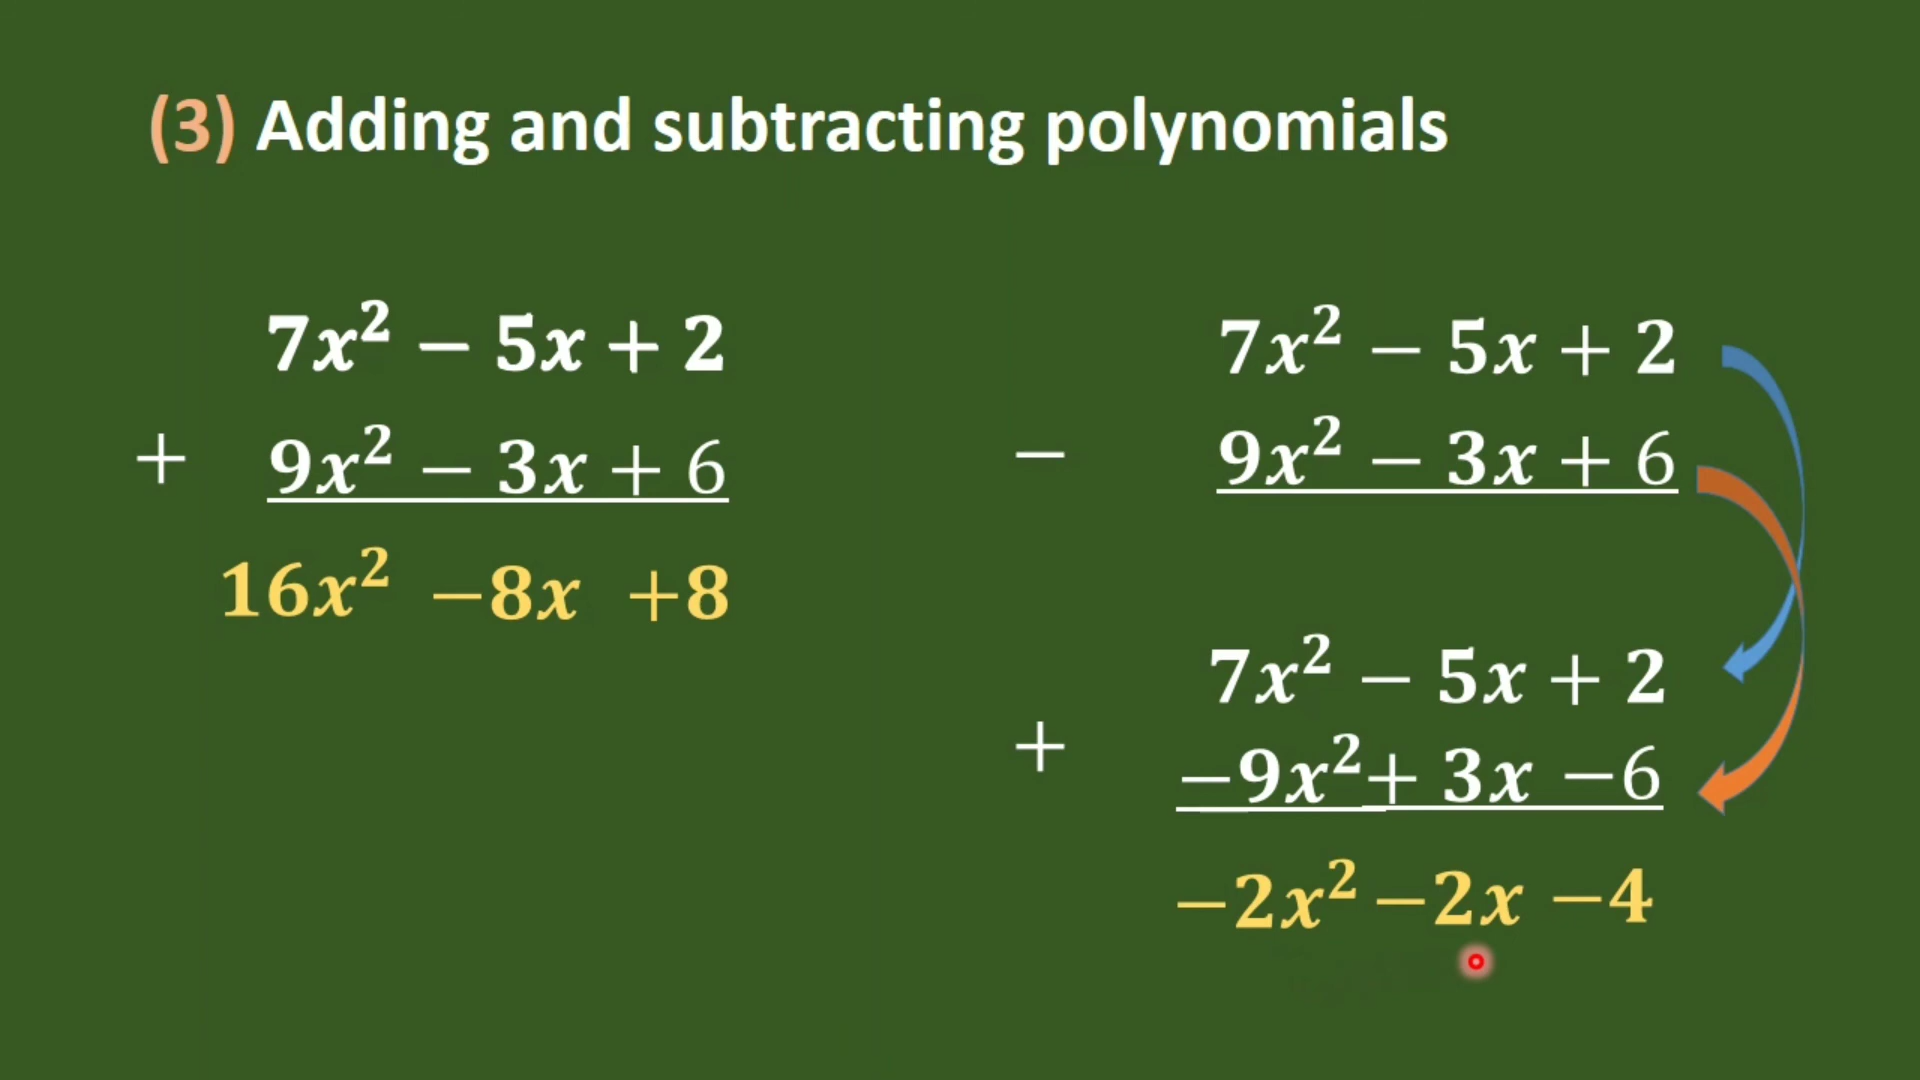 (3) Adding and subtracting polynomials
7x² − 5x + 2
+ 9x² − 3x + 6
16x² −8x +8
7x² − 5x + 2
− 9x² − 3x + 6
7x² − 5x + 2
+ −9x² + 3x −6
−2x² −2x −4